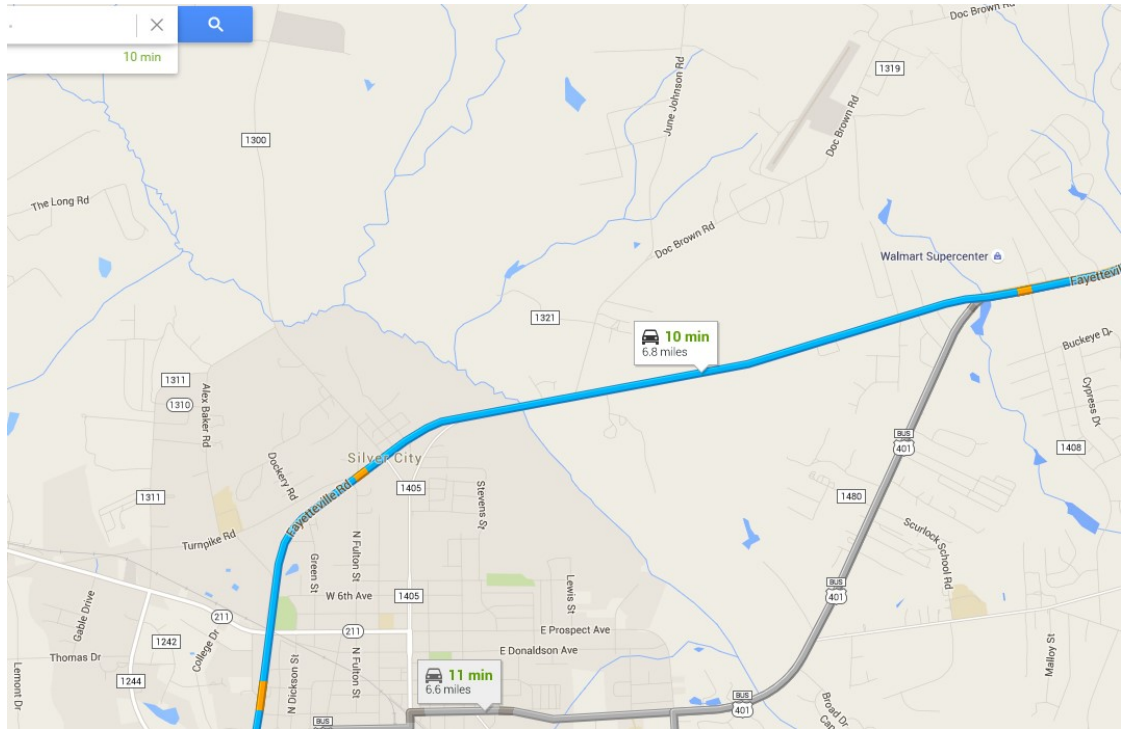 10 min
Doc Brown Rd
1319
June Johnson Rd
1300
Doc Brown Rd
The Long Rd
Doc Brown Rd
Walmart Supercenter
1321
10 min
6.8 miles
Buckeye D
Cypress Dr
1311
1310
Alex Baker Rd
BUS
401
1408
Silver City
Dockery Rd
1405
Stevens St
1311
1480
Fayetteville Rd
Scurlock School Rd
Turnpike Rd
Green St
N Fulton St
Lewis St
BUS
401
W 6th Ave
1405
Gable Drive
211
211
E Prospect Ave
1242
College Dr
Thomas Dr
E Donaldson Ave
Malloy St
Lemont Dr
1244
N Dickson St
N Fulton St
11 min
6.6 miles
BUS
401
Broad Dr
BUS